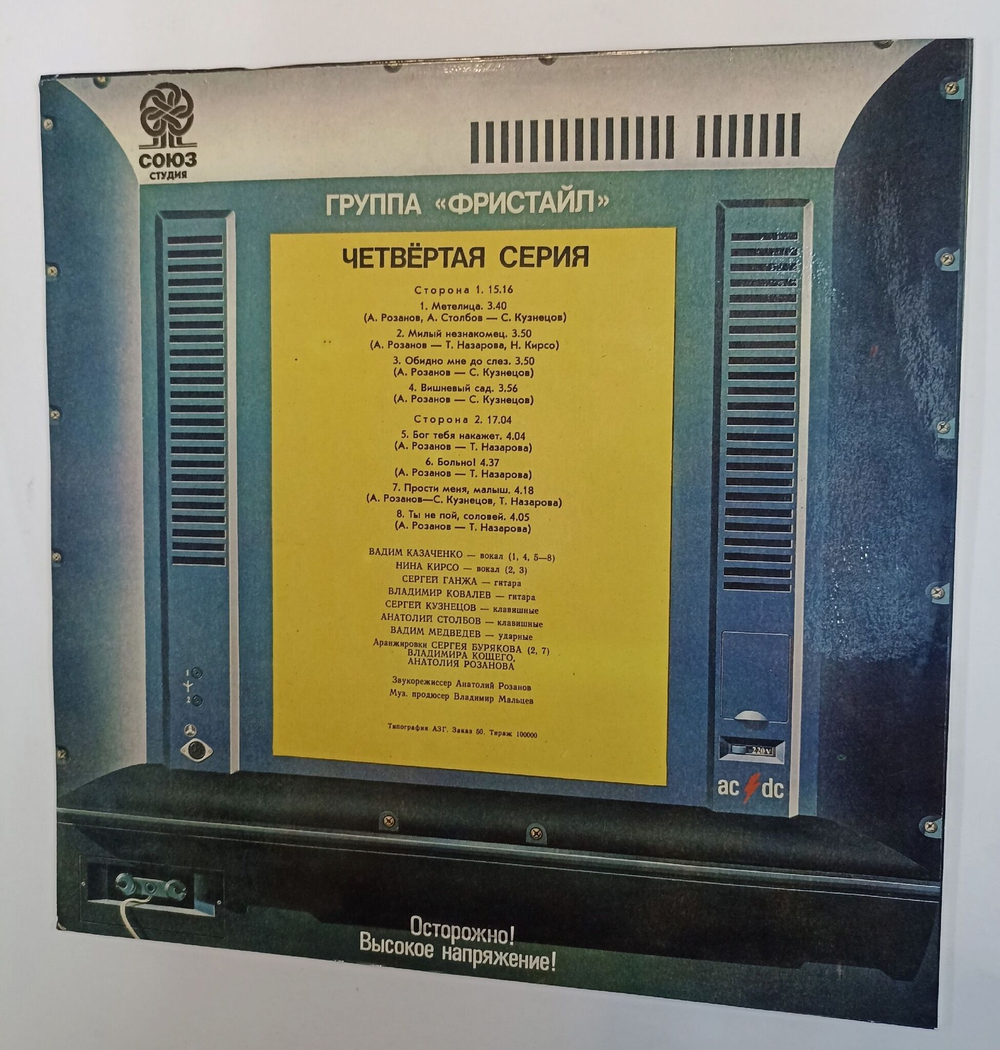 СОЮЗ
СТУДИЯ
ГРУППА «ФРИСТАЙЛ»
ЧЕТВЁРТАЯ СЕРИЯ
Сторона 1. 15.16
1. Метелица. 3.40
(А. Розанов, А. Столбов — С. Кузнецов)
2. Милый незнакомец. 3.50
(А. Розанов — Т. Назарова, Н. Кирсо)
3. Обидно мне до слез. 3.50
(А. Розанов — С. Кузнецов)
4. Вишневый сад. 3.56
(А. Розанов — С. Кузнецов)
Сторона 2. 17.04
5. Бог тебя накажет. 4.04
(А. Розанов — Т. Назарова)
6. Больно! 4.37
(А. Розанов — Т. Назарова)
7. Прости меня, малыш. 4.18
(А. Розанов—С. Кузнецов, Т. Назарова)
8. Ты не пой, соловей. 4.05
(А. Розанов — Т. Назарова)
ВАДИМ КАЗАЧЕНКО — вокал (1, 4, 5—8)
НИНА КИРСО — вокал (2, 3)
СЕРГЕЙ ГАНЖА — гитара
ВЛАДИМИР КОВАЛЕВ — гитара
СЕРГЕЙ КУЗНЕЦОВ — клавишные
АНАТОЛИЙ СТОЛБОВ — клавишные
ВАДИМ МЕДВЕДЕВ — ударные
Аранжировки СЕРГЕЯ БУРЯКОВА (2, 7)
ВЛАДИМИРА КОЩЕГО,
АНАТОЛИЯ РОЗАНОВА
Звукорежиссер Анатолий Розанов
Муз. продюсер Владимир Мальцев
Типография АЗГ. Заказ 50. Тираж 100000
1
2
~220V
ac dc
Осторожно!
Высокое напряжение!